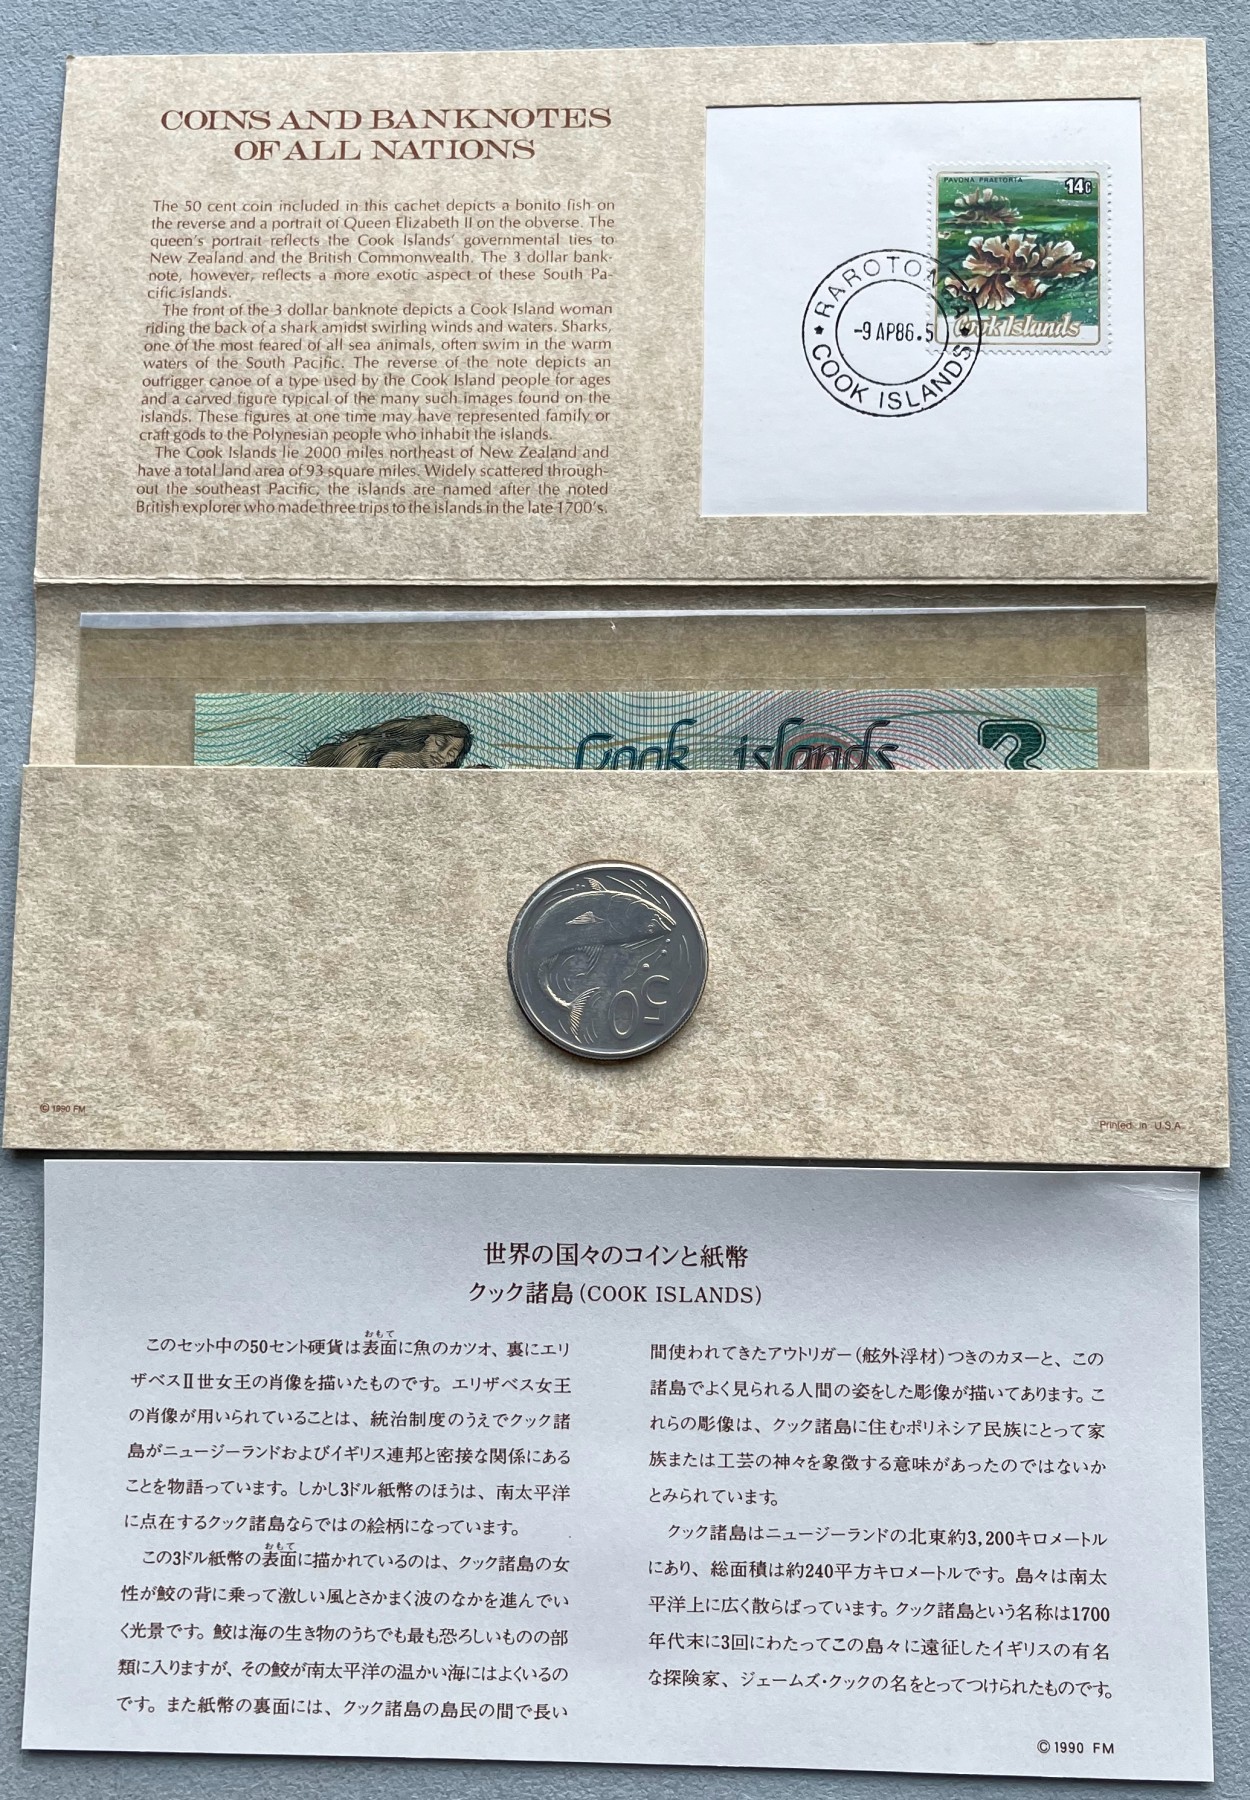 COINS AND BANKNOTES
OF ALL NATIONS
The 50 cent coin included in this cachet depicts a bonito fish on
the reverse and a portrait of Queen Elizabeth II on the obverse. The
queen's portrait reflects the Cook Islands' governmental ties to
New Zealand and the British Commonwealth. The 3 dollar bank-
note, however, reflects a more exotic aspect of these South Pa-
cific islands.
The front of the 3 dollar banknote depicts a Cook Island woman
riding the back of a shark amidst swirling winds and waters. Sharks,
one of the most feared of all sea animals, often swim in the warm
waters of the South Pacific. The reverse of the note depicts an
outrigger canoe of a type used by the Cook Island people for ages
and a carved figure typical of the many such images found on the
islands. These figures at one time may have represented family or
craft gods to the Polynesian people who inhabit the islands.
The Cook Islands lie 2000 miles northeast of New Zealand and
have a total land area of 93 square miles. Widely scattered through-
out the southeast Pacific, the islands are named after the noted
British explorer who made three trips to the islands in the late 1700's.
PAVONA PRAETORTA
14c
Cook Islands
RAROTONGA
-9 AP86.5
COOK ISLANDS
Cook islands
3
50
© 1990 FM
Printed in U.S.A.
世界の国々のコインと紙幣
クック諸島(COOK ISLANDS)
おもて
このセット中の50セント硬貨は表面に魚のカツオ、裏にエリ
ザベスⅡ世女王の肖像を描いたものです。エリザベス女王
の肖像が用いられていることは、統治制度のうえでクック諸
島がニュージーランドおよびイギリス連邦と密接な関係にある
ことを物語っています。しかし3ドル紙幣のほうは、南太平洋
に点在するクック諸島ならではの絵柄になっています。
おもて
この3ドル紙幣の表面に描かれているのは、クック諸島の女
性が鮫の背に乗って激しい風とさかまく波のなかを進んでい
く光景です。鮫は海の生き物のうちでも最も恐ろしいものの部
類に入りますが、その鮫が南太平洋の温かい海にはよくいるの
です。また紙幣の裏面には、クック諸島の島民の間で長い
間使われてきたアウトリガー(舷外浮材)つきのカヌーと、この
諸島でよく見られる人間の姿をした彫像が描いてあります。こ
れらの彫像は、クック諸島に住むポリネシア民族にとって家
族または工芸の神々を象徴する意味があったのではないか
とみられています。
クック諸島はニュージーランドの北東約3,200キロメートル
にあり、総面積は約240平方キロメートルです。島々は南太
平洋上に広く散らばっています。クック諸島という名称は1700
年代末に3回にわたってこの島々に遠征したイギリスの有名
な探険家、ジェームズ・クックの名をとってつけられたものです。
© 1990 FM